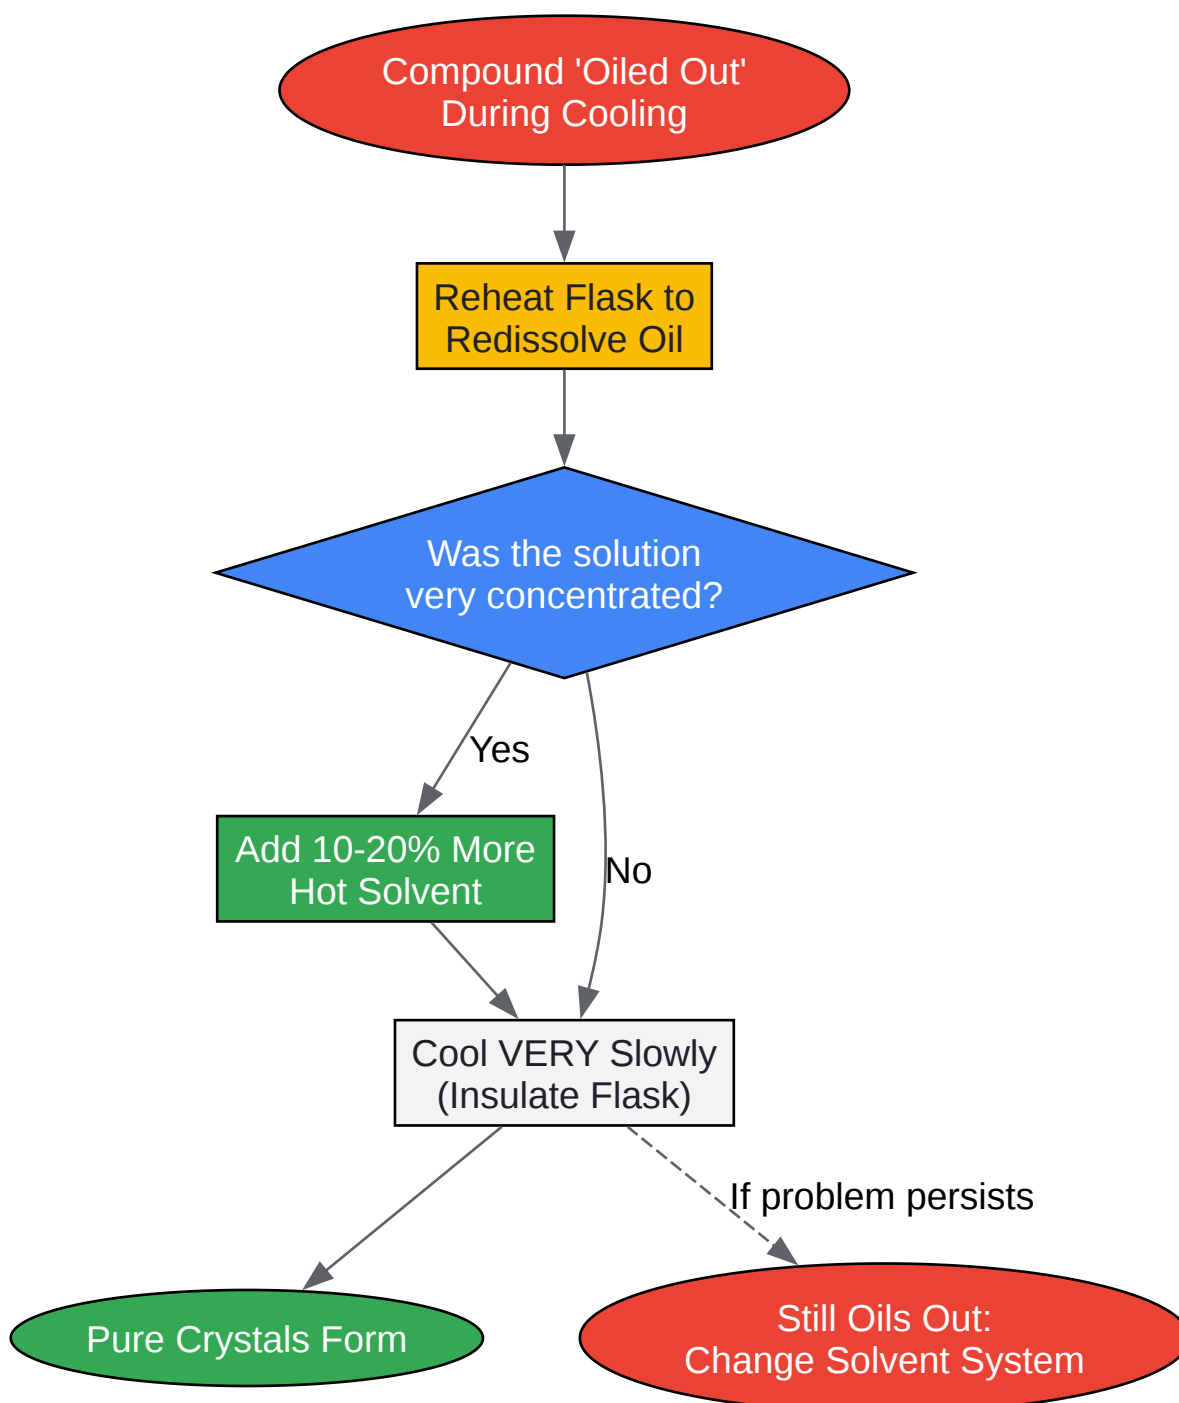 Compound 'Oiled Out'
During Cooling
Reheat Flask to
Redissolve Oil
Was the solution
very concentrated?
Yes
Add 10-20% More
Hot Solvent
No
Cool VERY Slowly
(Insulate Flask)
If problem persists
Pure Crystals Form
Still Oils Out:
Change Solvent System